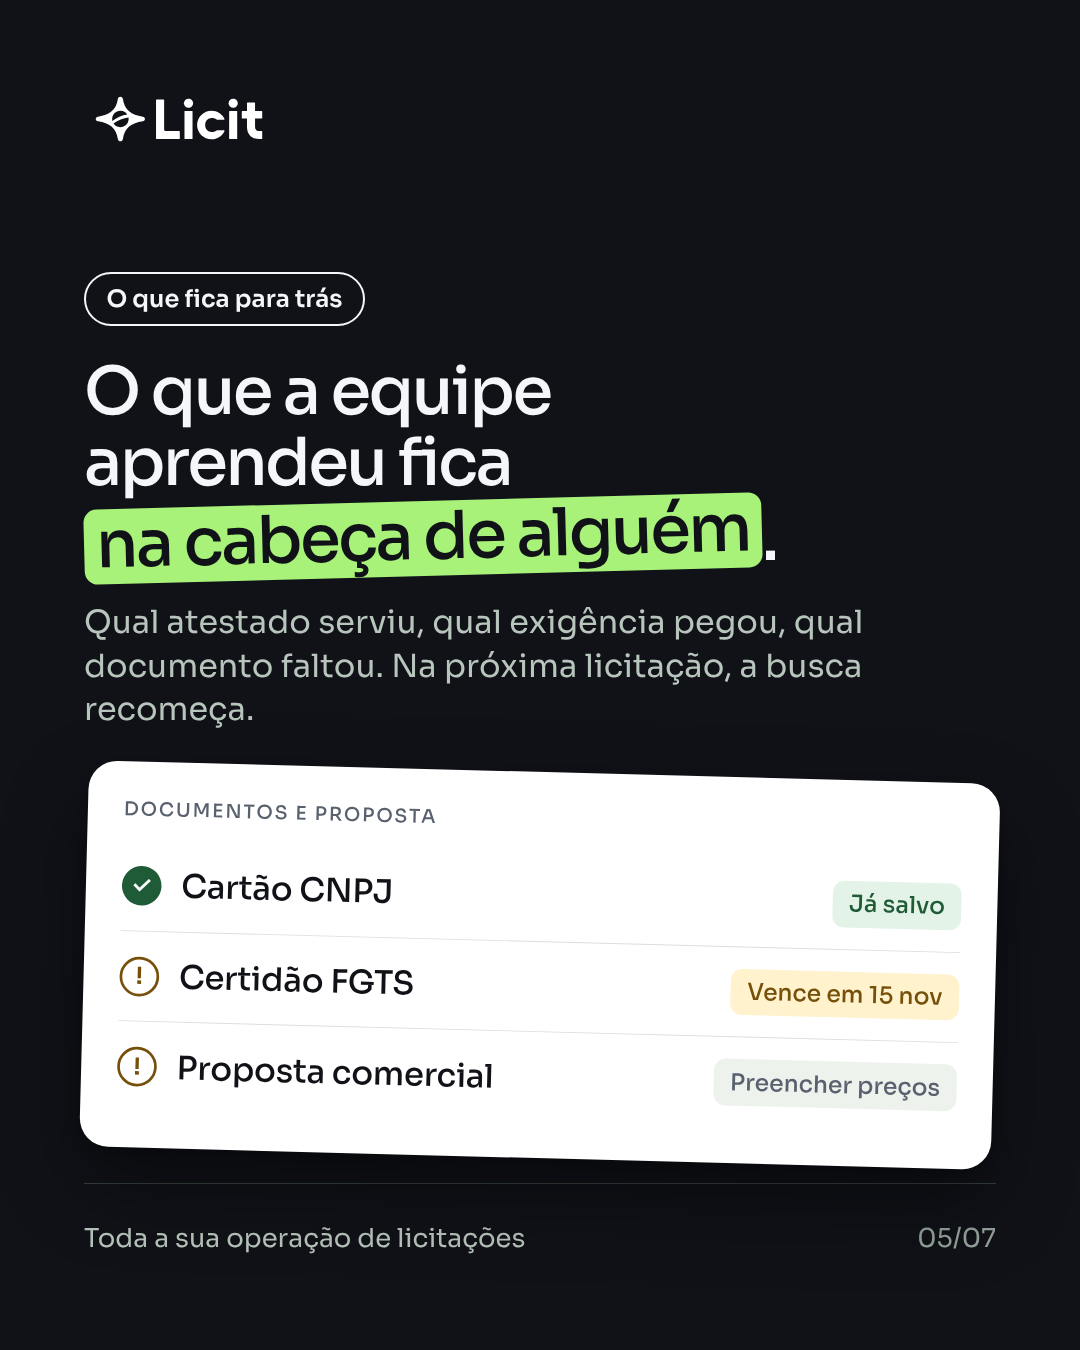 Licit
O que fica para trás
O que a equipe
aprendeu fica
na cabeça de alguém.
Qual atestado serviu, qual exigência pegou, qual
documento faltou. Na próxima licitação, a busca
recomeça.
DOCUMENTOS E PROPOSTA
Cartão CNPJ
Já salvo
Certidão FGTS
Vence em 15 nov
Proposta comercial
Preencher preços
Toda a sua operação de licitações
05/07